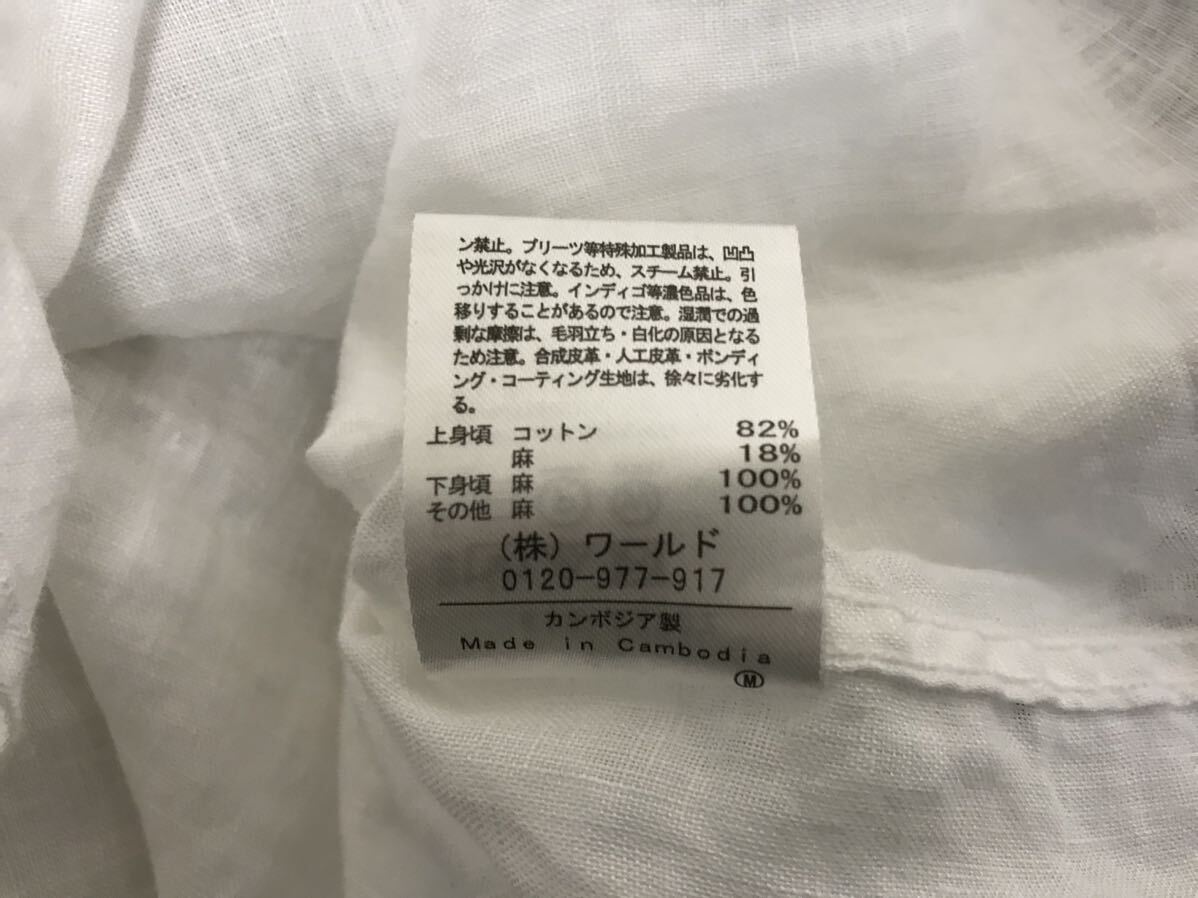 ン禁止。プリーツ等特殊加工製品は、凹凸
や光沢がなくなるため、スチーム禁止。引
っかけに注意。インディゴ等濃色品は、色
移りすることがあるので注意。湿潤での過
剰な摩擦は、毛羽立ち・白化の原因となる
ため注意。合成皮革・人工皮革・ボンディ
ング・コーティング生地は、徐々に劣化す
る。
上身頃 コットン 82%
麻 18%
下身頃 麻 100%
その他 麻 100%
(株) ワールド
0120-977-917
カンボジア製
Made in Cambodia
Ⓜ